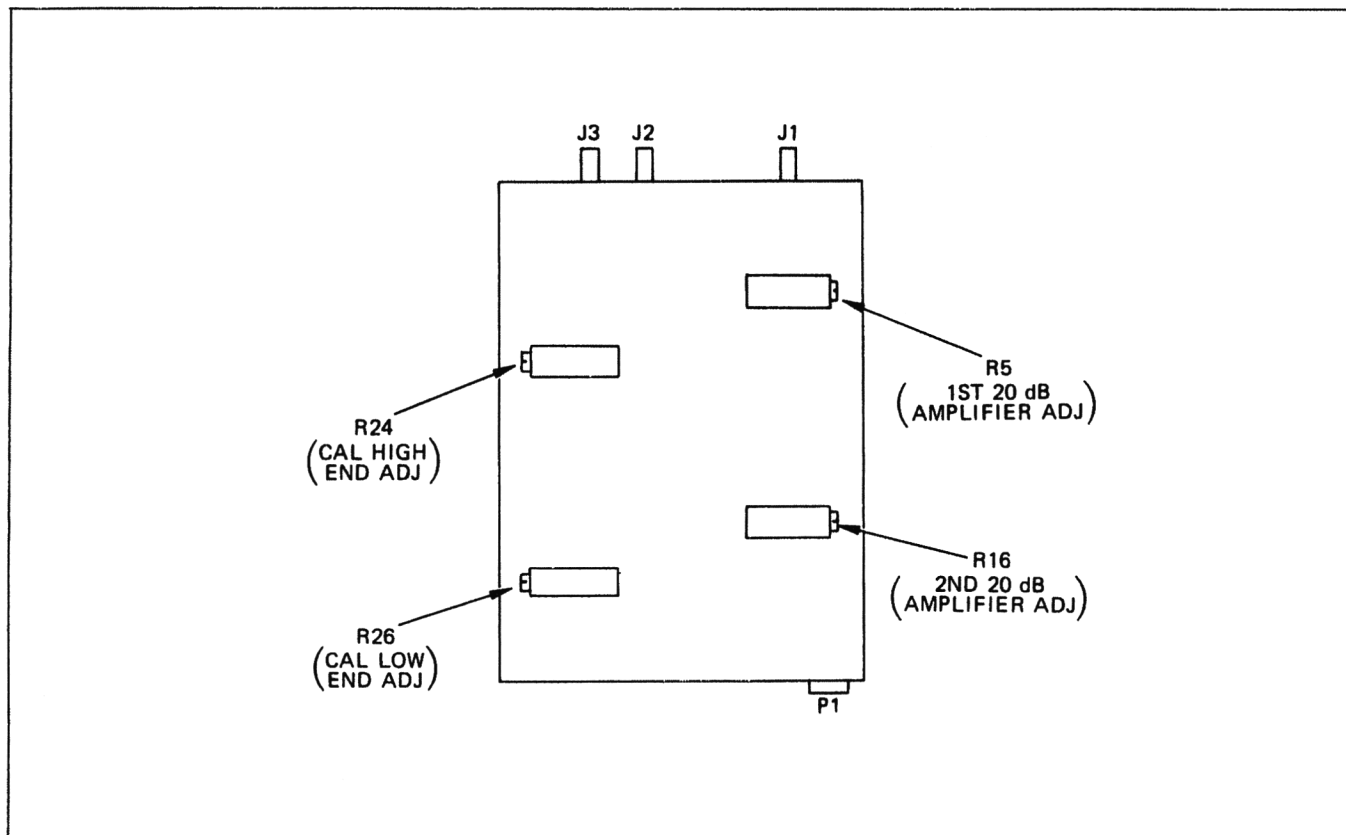 J3 J2 J1
R5
(1ST 20 dB
AMPLIFIER ADJ)
R24
(CAL HIGH
END ADJ)
R16
(2ND 20 dB
AMPLIFIER ADJ)
R26
(CAL LOW
END ADJ)
P1